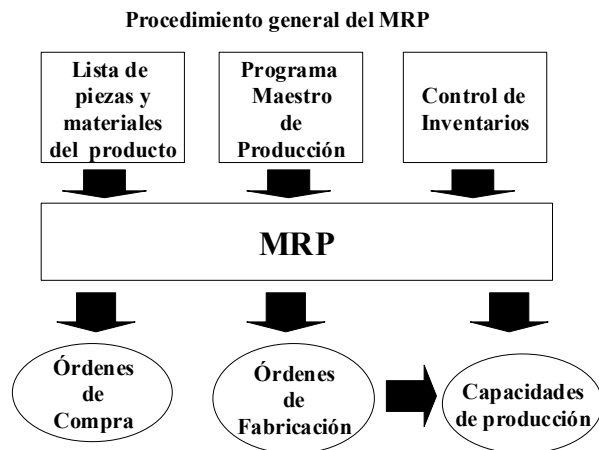 Procedimiento general del MRP
Lista de
piezas y
materiales
del producto
Programa
Maestro
de
Producción
Control de
Inventarios
MRP
Órdenes
de
Compra
Órdenes
de
Fabricación
Capacidades
de producción